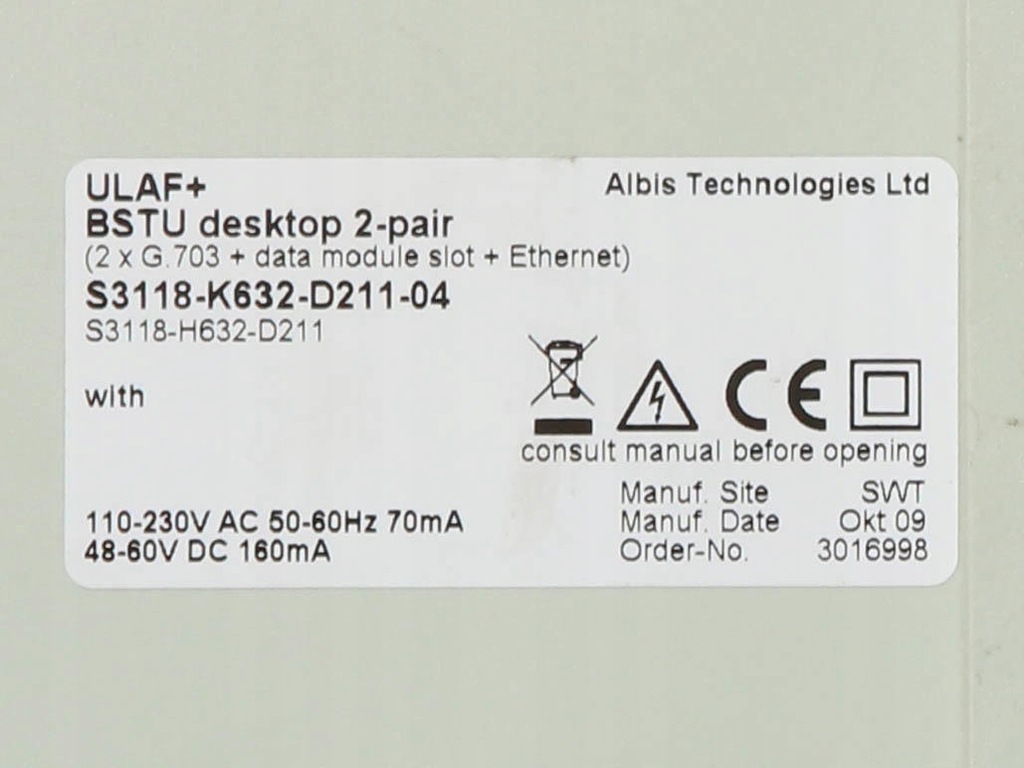 ULAF+
Albis Technologies Ltd
BSTU desktop 2-pair
(2 x G.703 + data module slot + Ethernet)
S3118-K632-D211-04
S3118-H632-D211
with
CE
consult manual before opening
Manuf. Site SWT
110-230V AC 50-60Hz 70mA
Manuf. Date Okt 09
48-60V DC 160mA
Order-No. 3016998